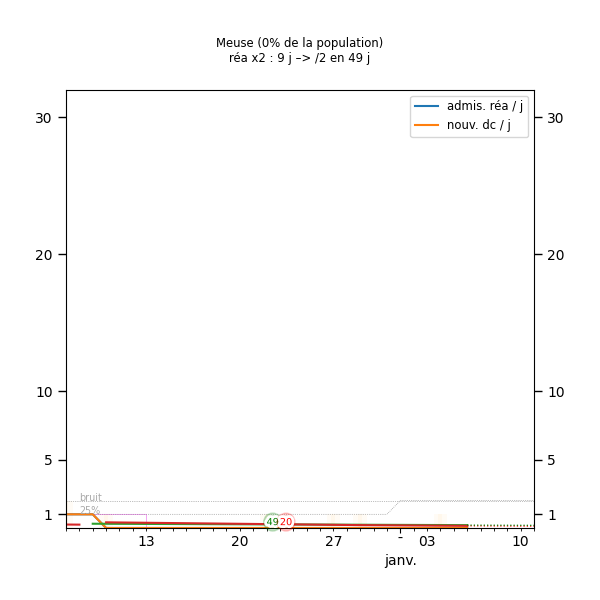 Meuse (0% de la population)
réa x2 : 9 j –> /2 en 49 j
admis. réa / j
nouv. dc / j
30 30
20 20
10 10
5 5
bruit
25%
1 1
49 20
13 20 27 - 03 10
janv.